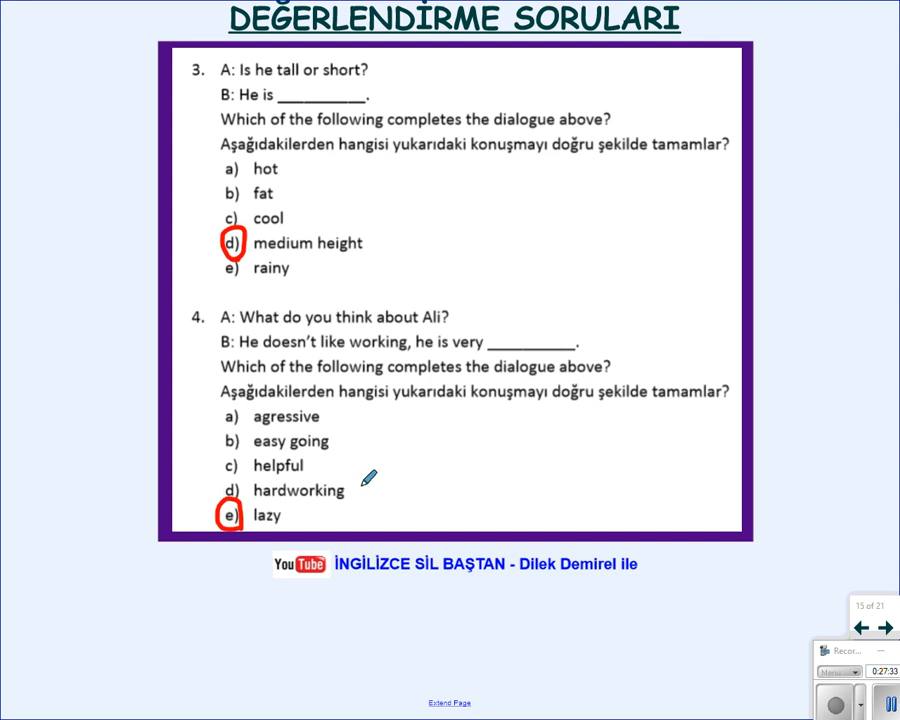 DEĞERLENDİRME SORULARI
3. A: Is he tall or short?
B: He is __________.
Which of the following completes the dialogue above?
Aşağıdakilerden hangisi yukarıdaki konuşmayı doğru şekilde tamamlar?
a) hot
b) fat
c) cool
d) medium height
e) rainy
4. A: What do you think about Ali?
B: He doesn't like working, he is very __________.
Which of the following completes the dialogue above?
Aşağıdakilerden hangisi yukarıdaki konuşmayı doğru şekilde tamamlar?
a) agressive
b) easy going
c) helpful
d) hardworking
e) lazy
YouTube İNGİLİZCE SİL BAŞTAN - Dilek Demirel ile
15 of 21
Recor...
Menu 0:27:33
Extend Page